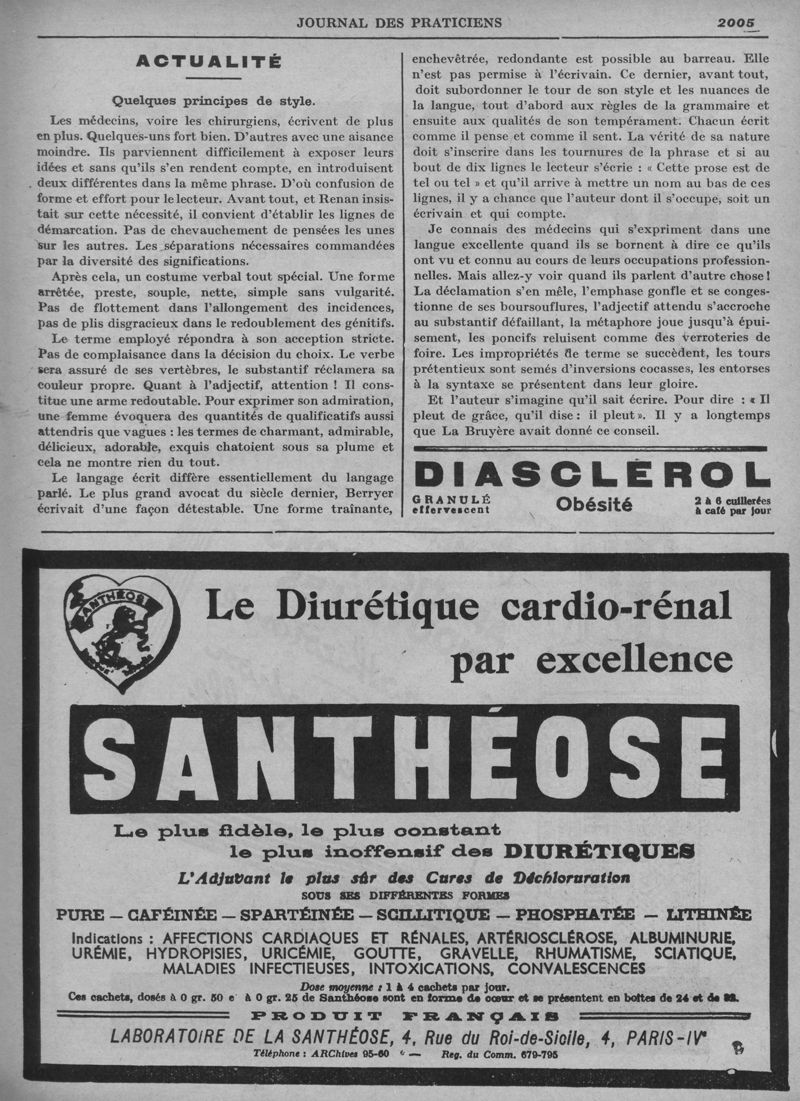 JOURNAL DES PRATICIENS
2005
ACTUALITÉ
Quelques principes de style.
Les médecins, voire les chirurgiens, écrivent de plus
en plus. Quelques-uns fort bien. D'autres avec une aisance
moindre. Ils parviennent difficilement à exposer leurs
idées et sans qu'ils s'en rendent compte, en introduisent
deux différentes dans la même phrase. D'où confusion de
forme et effort pour le lecteur. Avant tout, et Renan insis-
tait sur cette nécessité, il convient d'établir les lignes de
démarcation. Pas de chevauchement de pensées les unes
sur les autres. Les séparations nécessaires commandées
par la diversité des significations.
Après cela, un costume verbal tout spécial. Une forme
arrêtée, preste, souple, nette, simple sans vulgarité.
Pas de flottement dans l'allongement des incidences,
pas de plis disgracieux dans le redoublement des génitifs.
Le terme employé répondra à son acception stricte.
Pas de complaisance dans la décision du choix. Le verbe
sera assuré de ses vertèbres, le substantif réclamera sa
couleur propre. Quant à l'adjectif, attention ! Il cons-
titue une arme redoutable. Pour exprimer son admiration,
une femme évoquera des quantités de qualificatifs aussi
attendris que vagues : les termes de charmant, admirable,
délicieux, adorable, exquis chatoient sous sa plume et
cela ne montre rien du tout.
Le langage écrit diffère essentiellement du langage
parlé. Le plus grand avocat du siècle dernier, Berryer
écrivait d'une façon détestable. Une forme traînante,
enchevêtrée, redondante est possible au barreau. Elle
n'est pas permise à l'écrivain. Ce dernier, avant tout,
doit subordonner le tour de son style et les nuances de
la langue, tout d'abord aux règles de la grammaire et
ensuite aux qualités de son tempérament. Chacun écrit
comme il pense et comme il sent. La vérité de sa nature
doit s'inscrire dans les tournures de la phrase et si au
bout de dix lignes le lecteur s'écrie : « Cette prose est de
tel ou tel » et qu'il arrive à mettre un nom au bas de ces
lignes, il y a chance que l'auteur dont il s'occupe, soit un
écrivain et qui compte.
Je connais des médecins qui s'expriment dans une
langue excellente quand ils se bornent à dire ce qu'ils
ont vu et connu au cours de leurs occupations profession-
nelles. Mais allez-y voir quand ils parlent d'autre chose !
La déclamation s'en mêle, l'emphase gonfle et se conges-
tionne de ses boursouflures, l'adjectif attendu s'accroche
au substantif défaillant, la métaphore joue jusqu'à épui-
sement, les poncifs reluisent comme des verroteries de
foire. Les impropriétés de terme se succèdent, les tours
prétentieux sont semés d'inversions cocasses, les entorses
à la syntaxe se présentent dans leur gloire.
Et l'auteur s'imagine qu'il sait écrire. Pour dire : « Il
pleut de grâce, qu'il dise : il pleut ». Il y a longtemps
que La Bruyère avait donné ce conseil.
DIASCLÉROL
GRANULÉ
effervescent
Obésité
2 à 6 cuillerées
à café par jour
SANTHÉOSE
Le Diurétique cardio-rénal
par excellence
SANTHÉOSE
Le plus fidèle, le plus constant
le plus inoffensif des DIURÉTIQUES
L'Adjuvant le plus sûr des Cures de Déchloruration
SOUS SES DIFFÉRENTES FORMES
PURE — CAFÉINÉE — SPARTÉINÉE — SCILLITIQUE — PHOSPHATÉE — LITHINÉE
Indications : AFFECTIONS CARDIAQUES ET RÉNALES, ARTÉRIOSCLÉROSE, ALBUMINURIE,
URÉMIE, HYDROPISIES, URICÉMIE, GOUTTE, GRAVELLE, RHUMATISME, SCIATIQUE,
MALADIES INFECTIEUSES, INTOXICATIONS, CONVALESCENCES
Dose moyenne : 1 à 4 cachets par jour.
Ces cachets, dosés à 0 gr. 50 e à 0 gr. 25 de Santhéose sont en forme de cœur et se présentent en boîtes de 24 et de
PRODUIT FRANÇAIS
LABORATOIRE DE LA SANTHÉOSE, 4, Rue du Roi-de-Sicile, 4, PARIS-IVᵉ
Téléphone : ARChives 95-60 — Reg. du Comm. 679-795